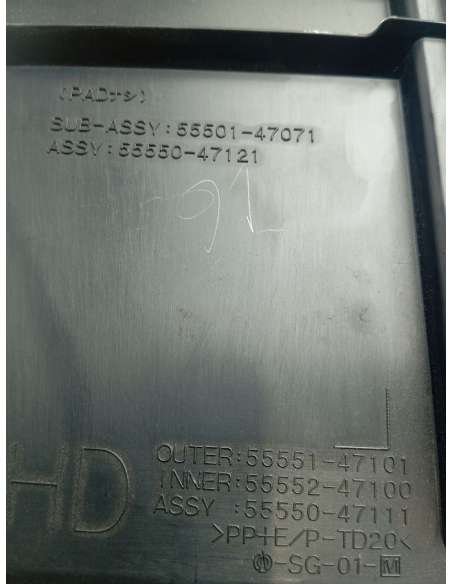 (PADナシ)
SUB-ASSY:55501-47071
ASSY:55550-47121
HD
OUTER:55551-47101
INNER:55552-47100
ASSY :55550-47111
>PP+E/P-TD20<
-SG-01-M